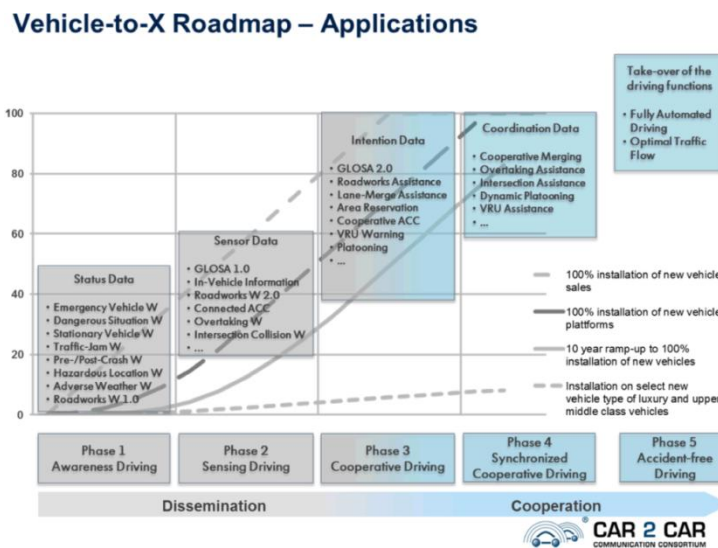 Vehicle-to-X Roadmap – Applications
100
80
60
40
20
0
Status Data
• Emergency Vehicle W
• Dangerous Situation W
• Stationary Vehicle W
• Traffic-Jam W
• Pre-/Post-Crash W
• Hazardous Location W
• Adverse Weather W
• Roadworks W 1.0
Sensor Data
• GLOSA 1.0
• In-Vehicle Information
• Roadworks W 2.0
• Connected ACC
• Overtaking W
• Intersection Collision W
• ...
Intention Data
• GLOSA 2.0
• Roadworks Assistance
• Lane-Merge Assistance
• Area Reservation
• Cooperative ACC
• VRU Warning
• Platooning
• ...
Coordination Data
• Cooperative Merging
• Overtaking Assistance
• Intersection Assistance
• Dynamic Platooning
• VRU Assistance
• ...
Take-over of the
driving functions
• Fully Automated
Driving
• Optimal Traffic
Flow
100% installation of new vehicle
sales
100% installation of new vehicle
platforms
10 year ramp-up to 100%
installation of new vehicles
Installation on select new
vehicle type of luxury and upper
middle class vehicles
Phase 1
Awareness Driving
Phase 2
Sensing Driving
Phase 3
Cooperative Driving
Phase 4
Synchronized
Cooperative Driving
Phase 5
Accident-free
Driving
Dissemination
Cooperation
® CAR 2 CAR
COMMUNICATION CONSORTIUM